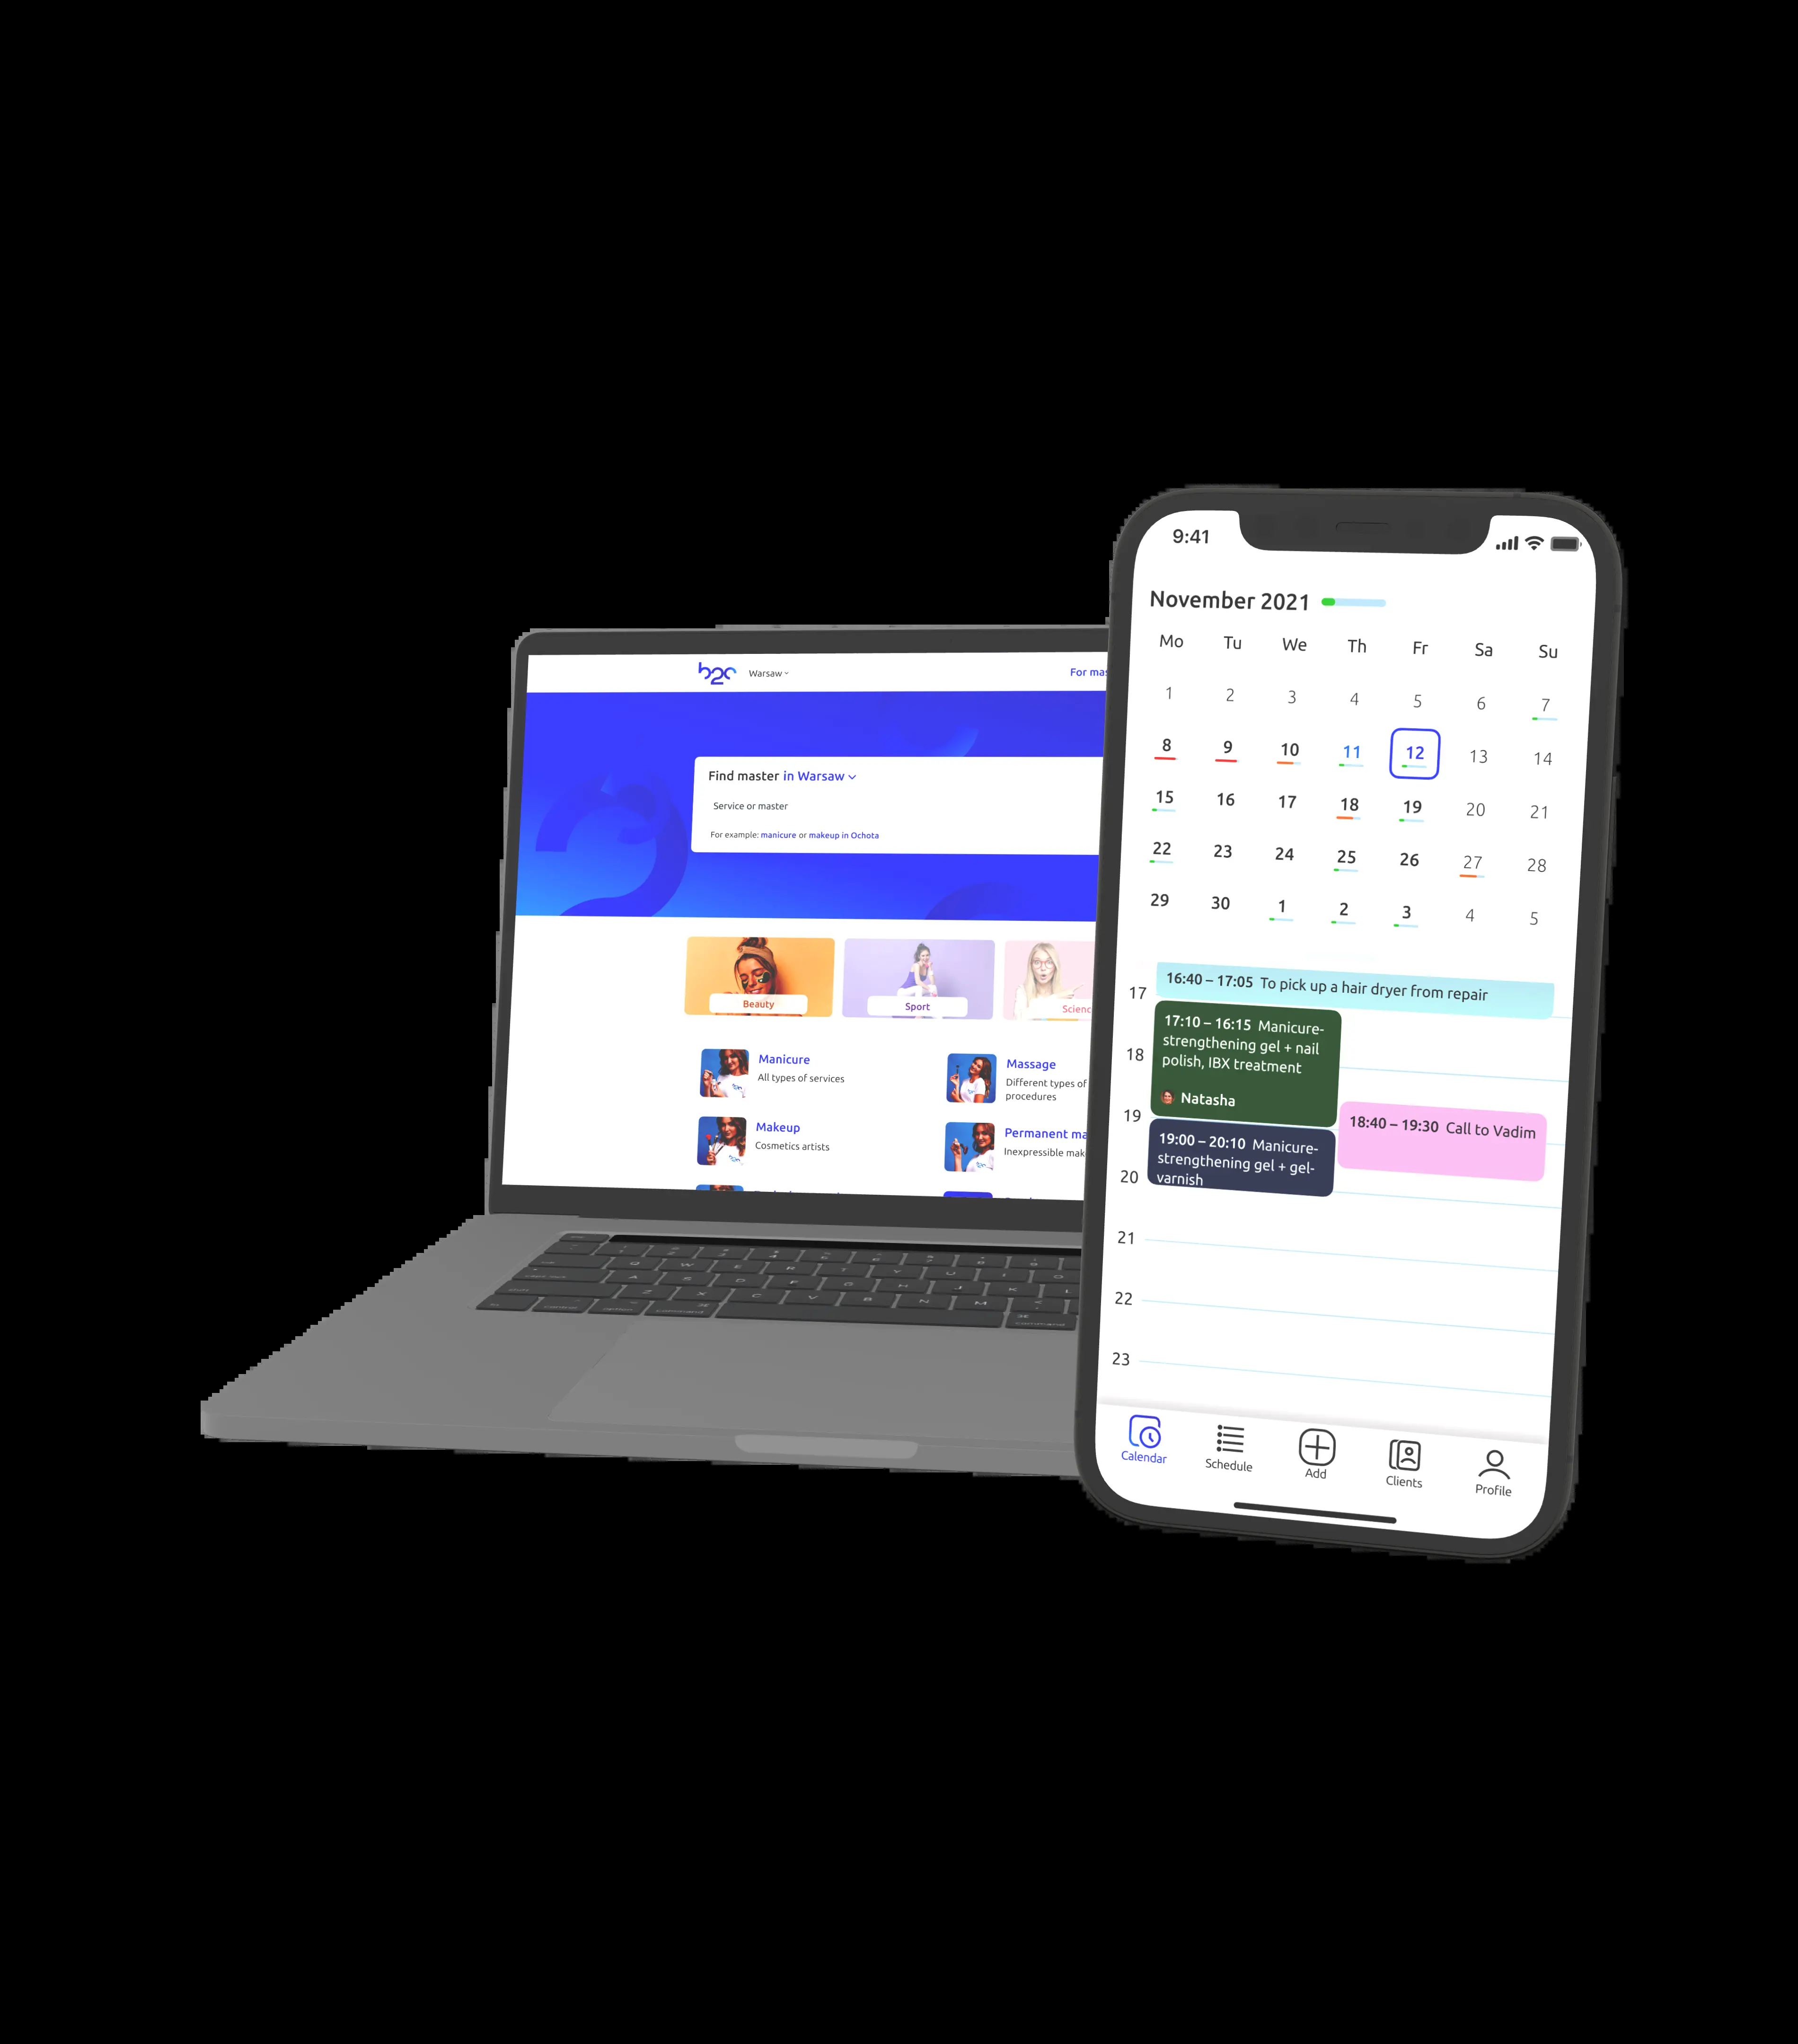 b2c
Warsaw
For mas
Find master in Warsaw
Service or master
For example: manicure or makeup in Ochota
Beauty
Sport
Scienc
Manicure
All types of services
Massage
Different types of
procedures
Makeup
Cosmetics artists
Permanent ma
Inexpressible mak
Q W E R T Y U I O
A S D F G H J K L
Z X C V B N M
command
command
9:41
November 2021
Mo Tu We Th Fr Sa Su
1 2 3 4 5 6 7
8 9 10 11 12 13 14
15 16 17 18 19 20 21
22 23 24 25 26 27 28
29 30 1 2 3 4 5
16:40 – 17:05 To pick up a hair dryer from repair
17
17:10 – 16:15 Manicure-
strengthening gel + nail
polish, IBX treatment
Natasha
18
19
18:40 – 19:30 Call to Vadim
19:00 – 20:10 Manicure-
strengthening gel + gel-
varnish
20
21
22
23
Calendar
Schedule
Add
Clients
Profile